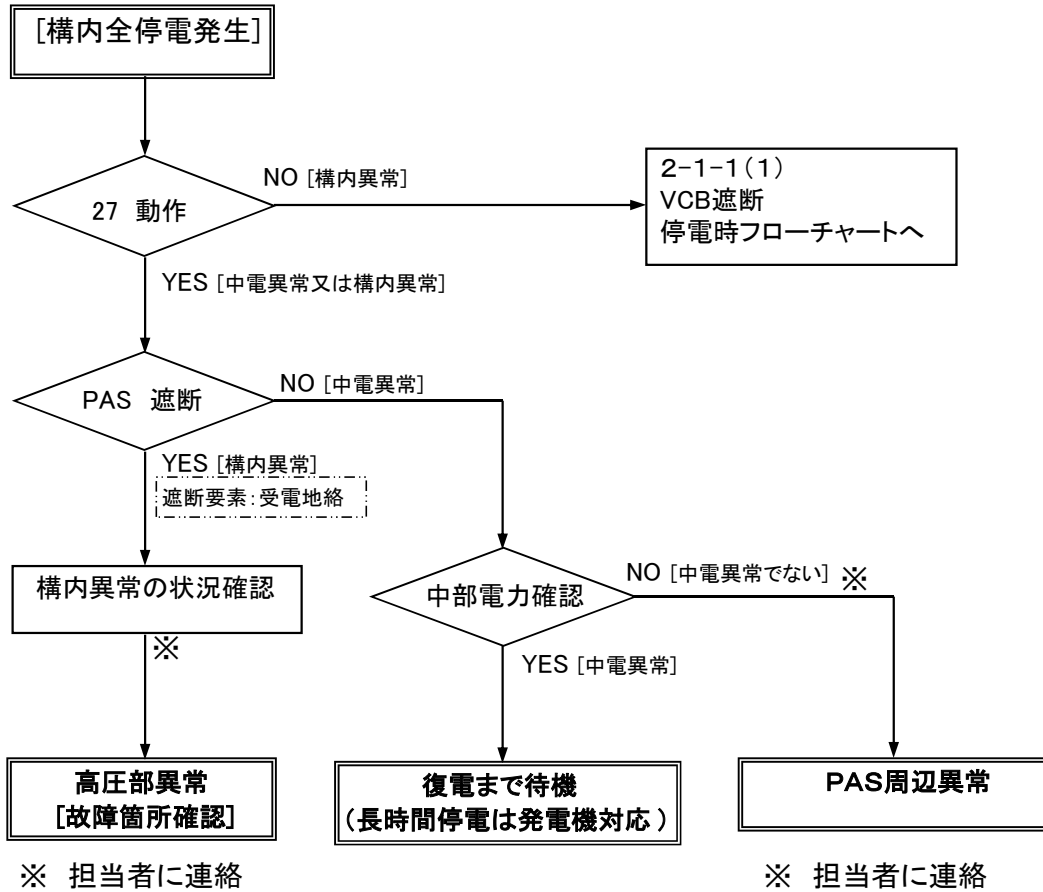 [構内全停電発生]
27 動作
NO [構内異常]
2-1-1(1)
VCB遮断
停電時フローチャートへ
YES [中電異常又は構内異常]
PAS 遮断
NO [中電異常]
YES [構内異常]
遮断要素:受電地絡
構内異常の状況確認
※
中部電力確認
NO [中電異常でない] ※
YES [中電異常]
高圧部異常
[故障箇所確認]
復電まで待機
(長時間停電は発電機対応)
PAS周辺異常
※ 担当者に連絡
※ 担当者に連絡